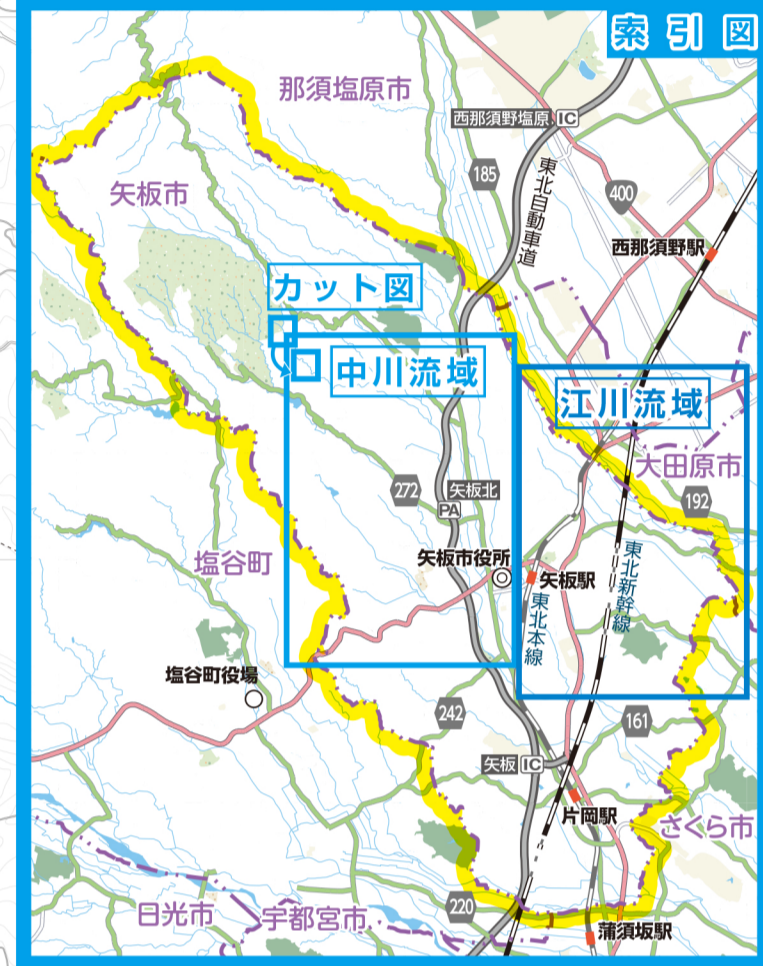 索引図
那須塩原市
西那須野塩原 IC
185
東北自動車道
400
矢板市
西那須野駅
カット図
中川流域
江川流域
大田原市
272
矢板北
PA
192
矢板市役所
矢板駅
東北新幹線
東北本線
塩谷町
塩谷町役場
242
161
矢板 IC
片岡駅
さくら市
220
日光市
宇都宮市
蒲須坂駅